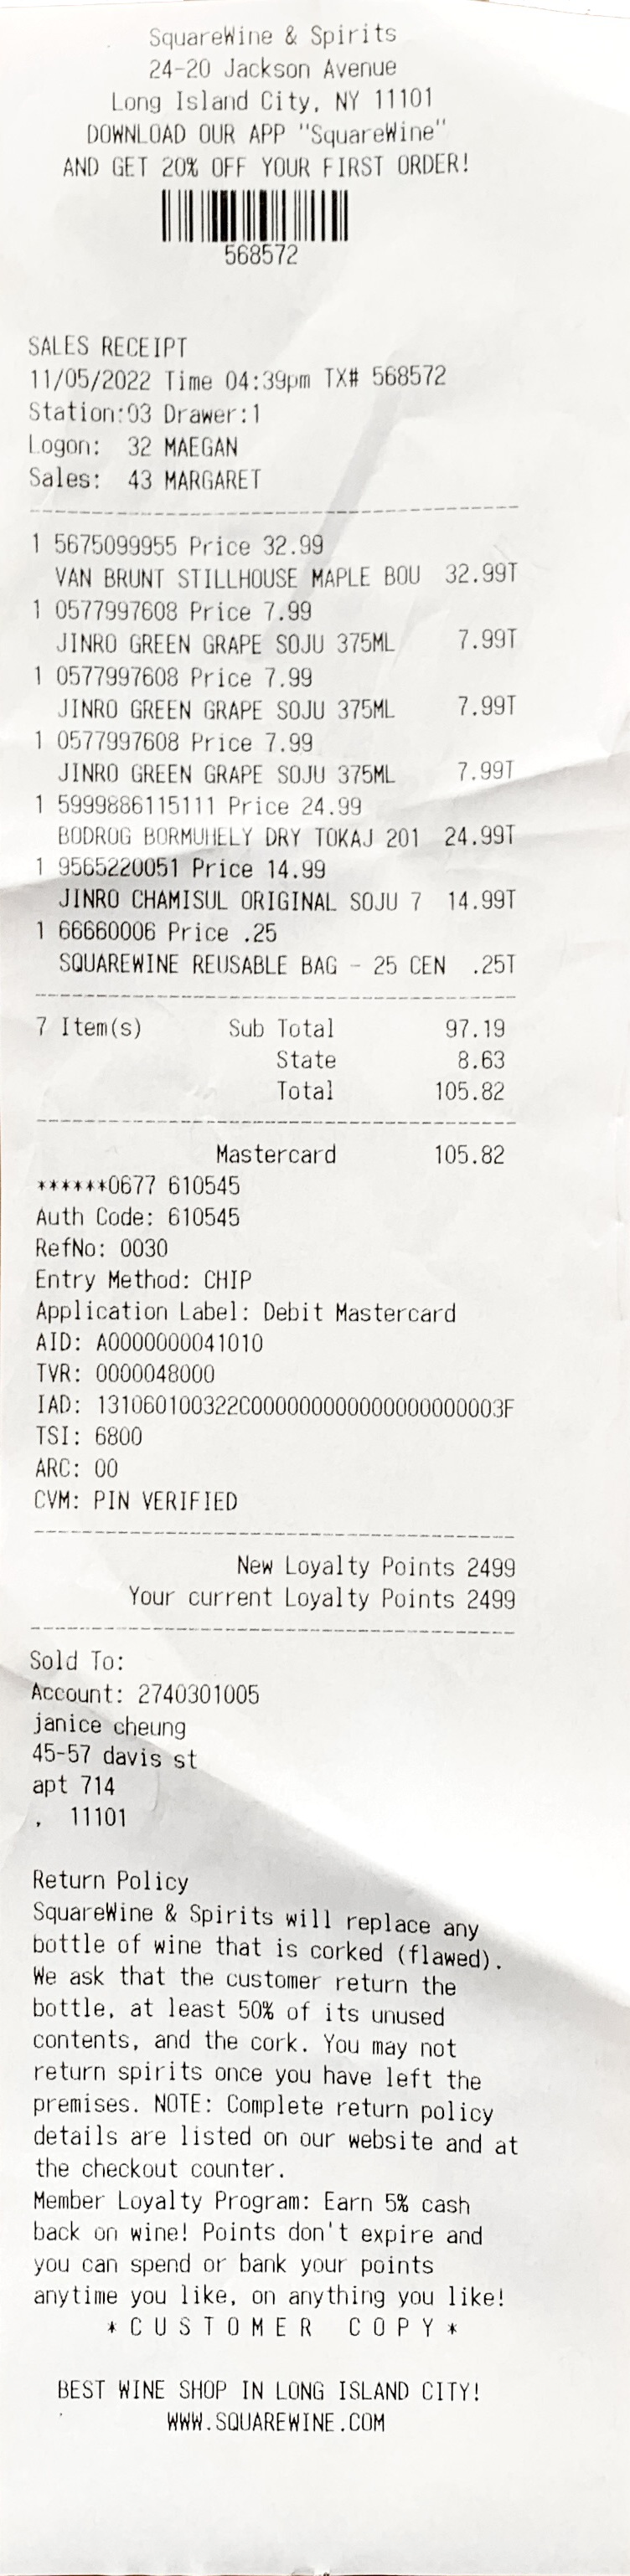 SquareWine & Spirits
24-20 Jackson Avenue
Long Island City, NY 11101
DOWNLOAD OUR APP "SquareWine"
AND GET 20% OFF YOUR FIRST ORDER!
568572
SALES RECEIPT
11/05/2022 Time 04:39pm TX# 568572
Station:03 Drawer:1
Logon: 32 MAEGAN
Sales: 43 MARGARET
1 5675099955 Price 32.99
VAN BRUNT STILLHOUSE MAPLE BOU 32.99T
1 0577997608 Price 7.99
JINRO GREEN GRAPE SOJU 375ML 7.99T
1 0577997608 Price 7.99
JINRO GREEN GRAPE SOJU 375ML 7.99T
1 0577997608 Price 7.99
JINRO GREEN GRAPE SOJU 375ML 7.99T
1 5999886115111 Price 24.99
BODROG BORMUHELY DRY TOKAJ 201 24.99T
1 9565220051 Price 14.99
JINRO CHAMISUL ORIGINAL SOJU 7 14.99T
1 66660006 Price .25
SQUAREWINE REUSABLE BAG - 25 CEN .25T
7 Item(s) Sub Total 97.19
State 8.63
Total 105.82
Mastercard 105.82
******0677 610545
Auth Code: 610545
RefNo: 0030
Entry Method: CHIP
Application Label: Debit Mastercard
AID: A0000000041010
TVR: 0000048000
IAD: 131060100322C000000000000000000003F
TSI: 6800
ARC: 00
CVM: PIN VERIFIED
New Loyalty Points 2499
Your current Loyalty Points 2499
Sold To:
Account: 2740301005
janice cheung
45-57 davis st
apt 714
, 11101
Return Policy
SquareWine & Spirits will replace any
bottle of wine that is corked (flawed).
We ask that the customer return the
bottle, at least 50% of its unused
contents, and the cork. You may not
return spirits once you have left the
premises. NOTE: Complete return policy
details are listed on our website and at
the checkout counter.
Member Loyalty Program: Earn 5% cash
back on wine! Points don't expire and
you can spend or bank your points
anytime you like, on anything you like!
* C U S T O M E R   C O P Y *
BEST WINE SHOP IN LONG ISLAND CITY!
WWW.SQUAREWINE.COM